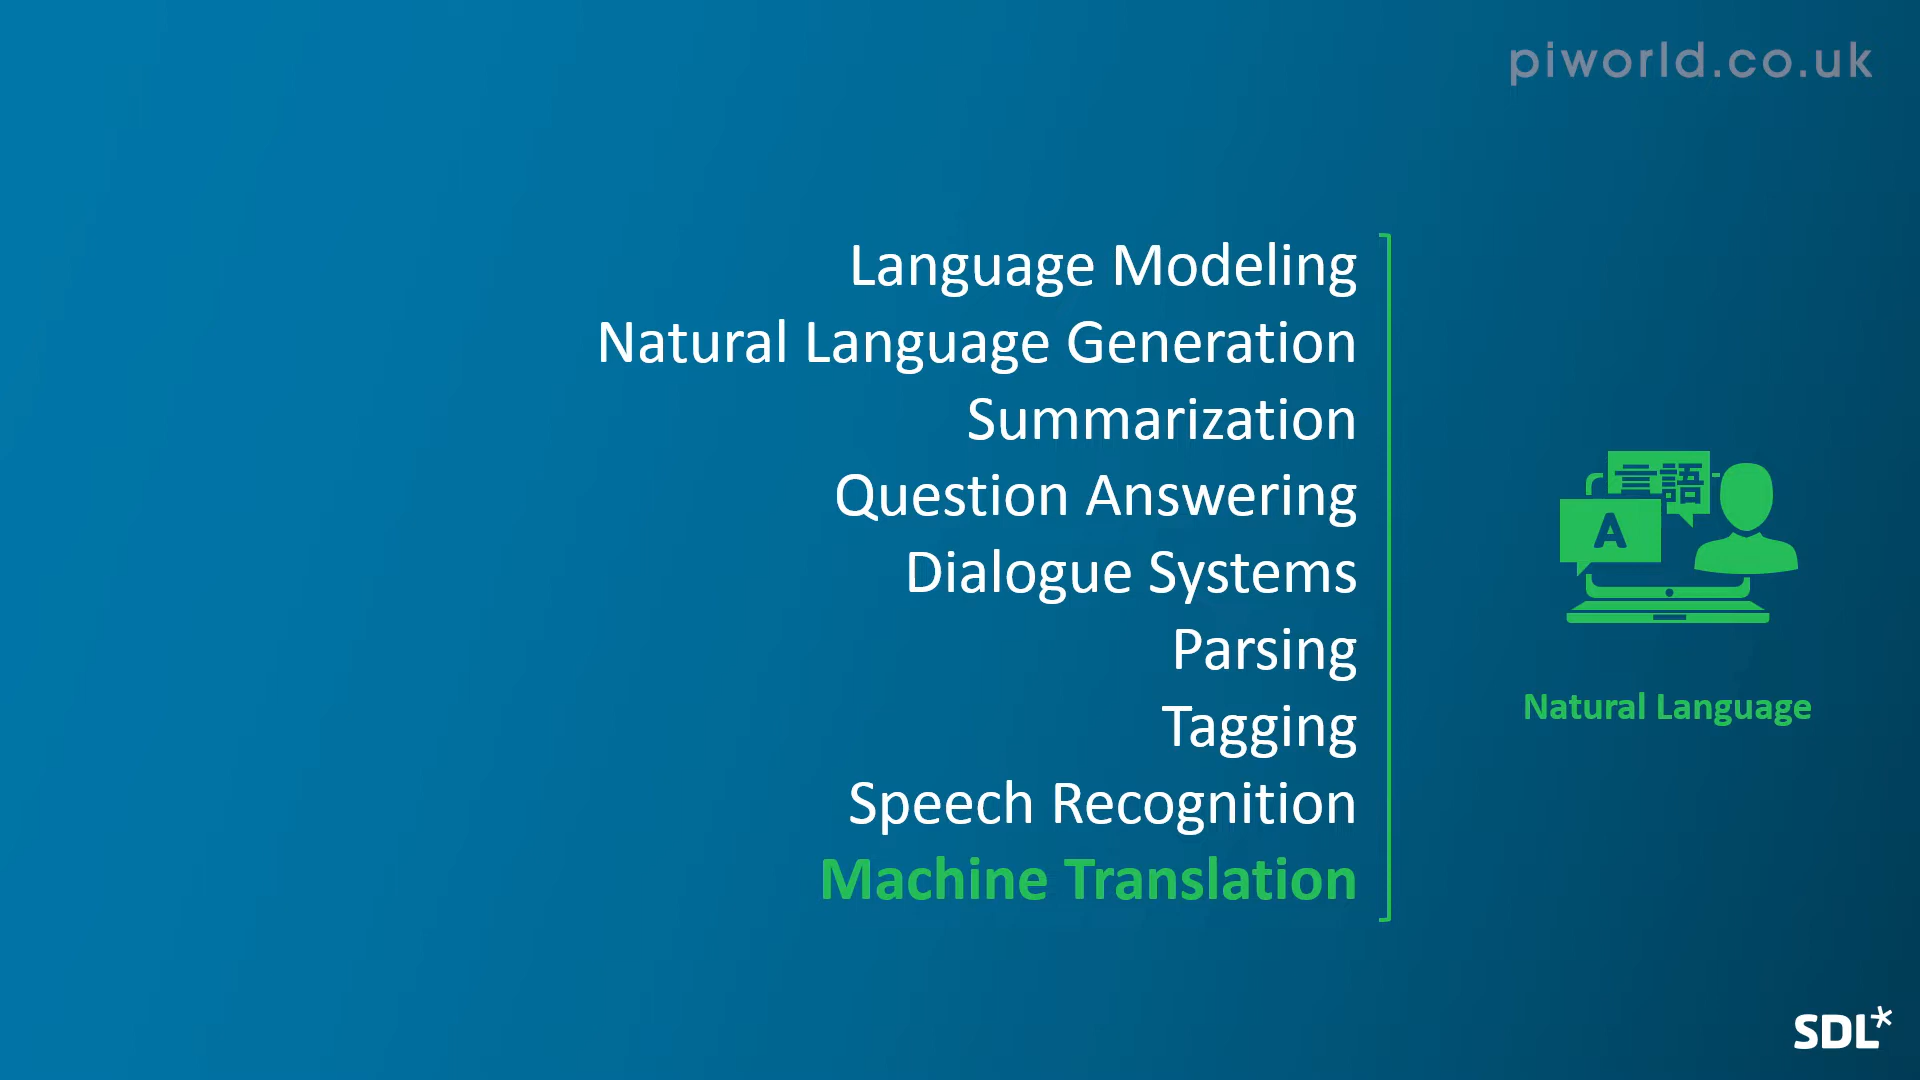 piworld.co.uk
Language Modeling
Natural Language Generation
Summarization
Question Answering
Dialogue Systems
Parsing
Tagging
Speech Recognition
Machine Translation
言語
A
Natural Language
SDL*